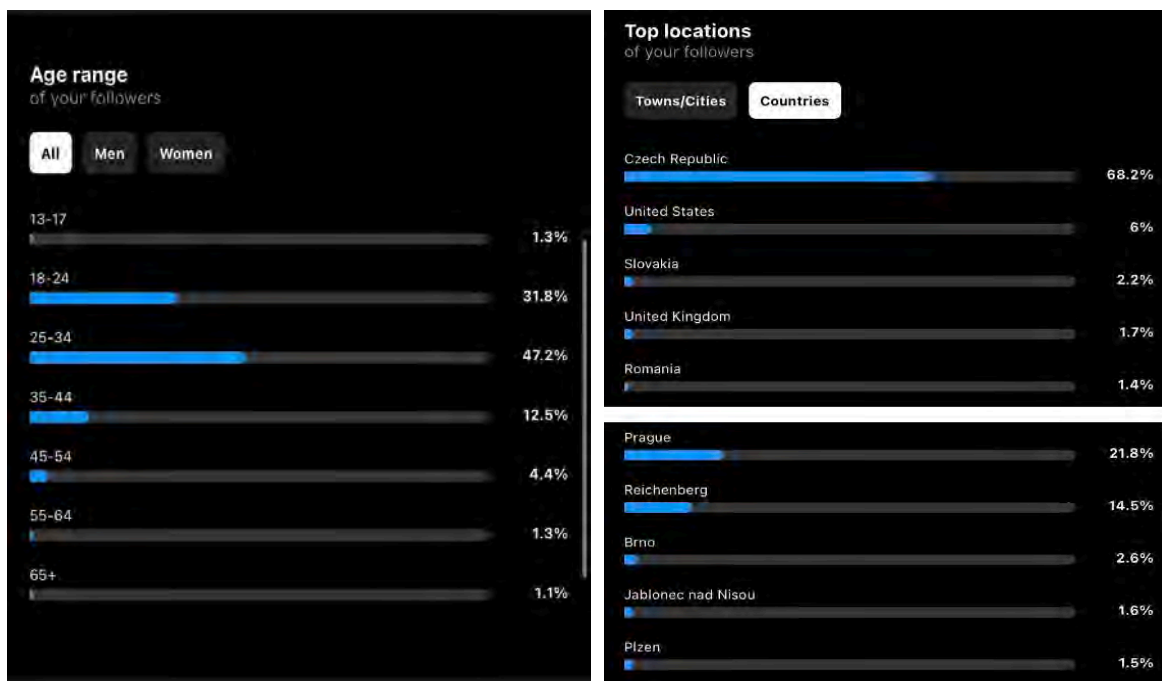 Age range
of your followers
All Men Women
13-17
1.3%
18-24
31.8%
25-34
47.2%
35-44
12.5%
45-54
4.4%
55-64
1.3%
65+
1.1%
Top locations
of your followers
Towns/Cities Countries
Czech Republic
68.2%
United States
6%
Slovakia
2.2%
United Kingdom
1.7%
Romania
1.4%
Prague
21.8%
Reichenberg
14.5%
Brno
2.6%
Jablonec nad Nisou
1.6%
Plzen
1.5%